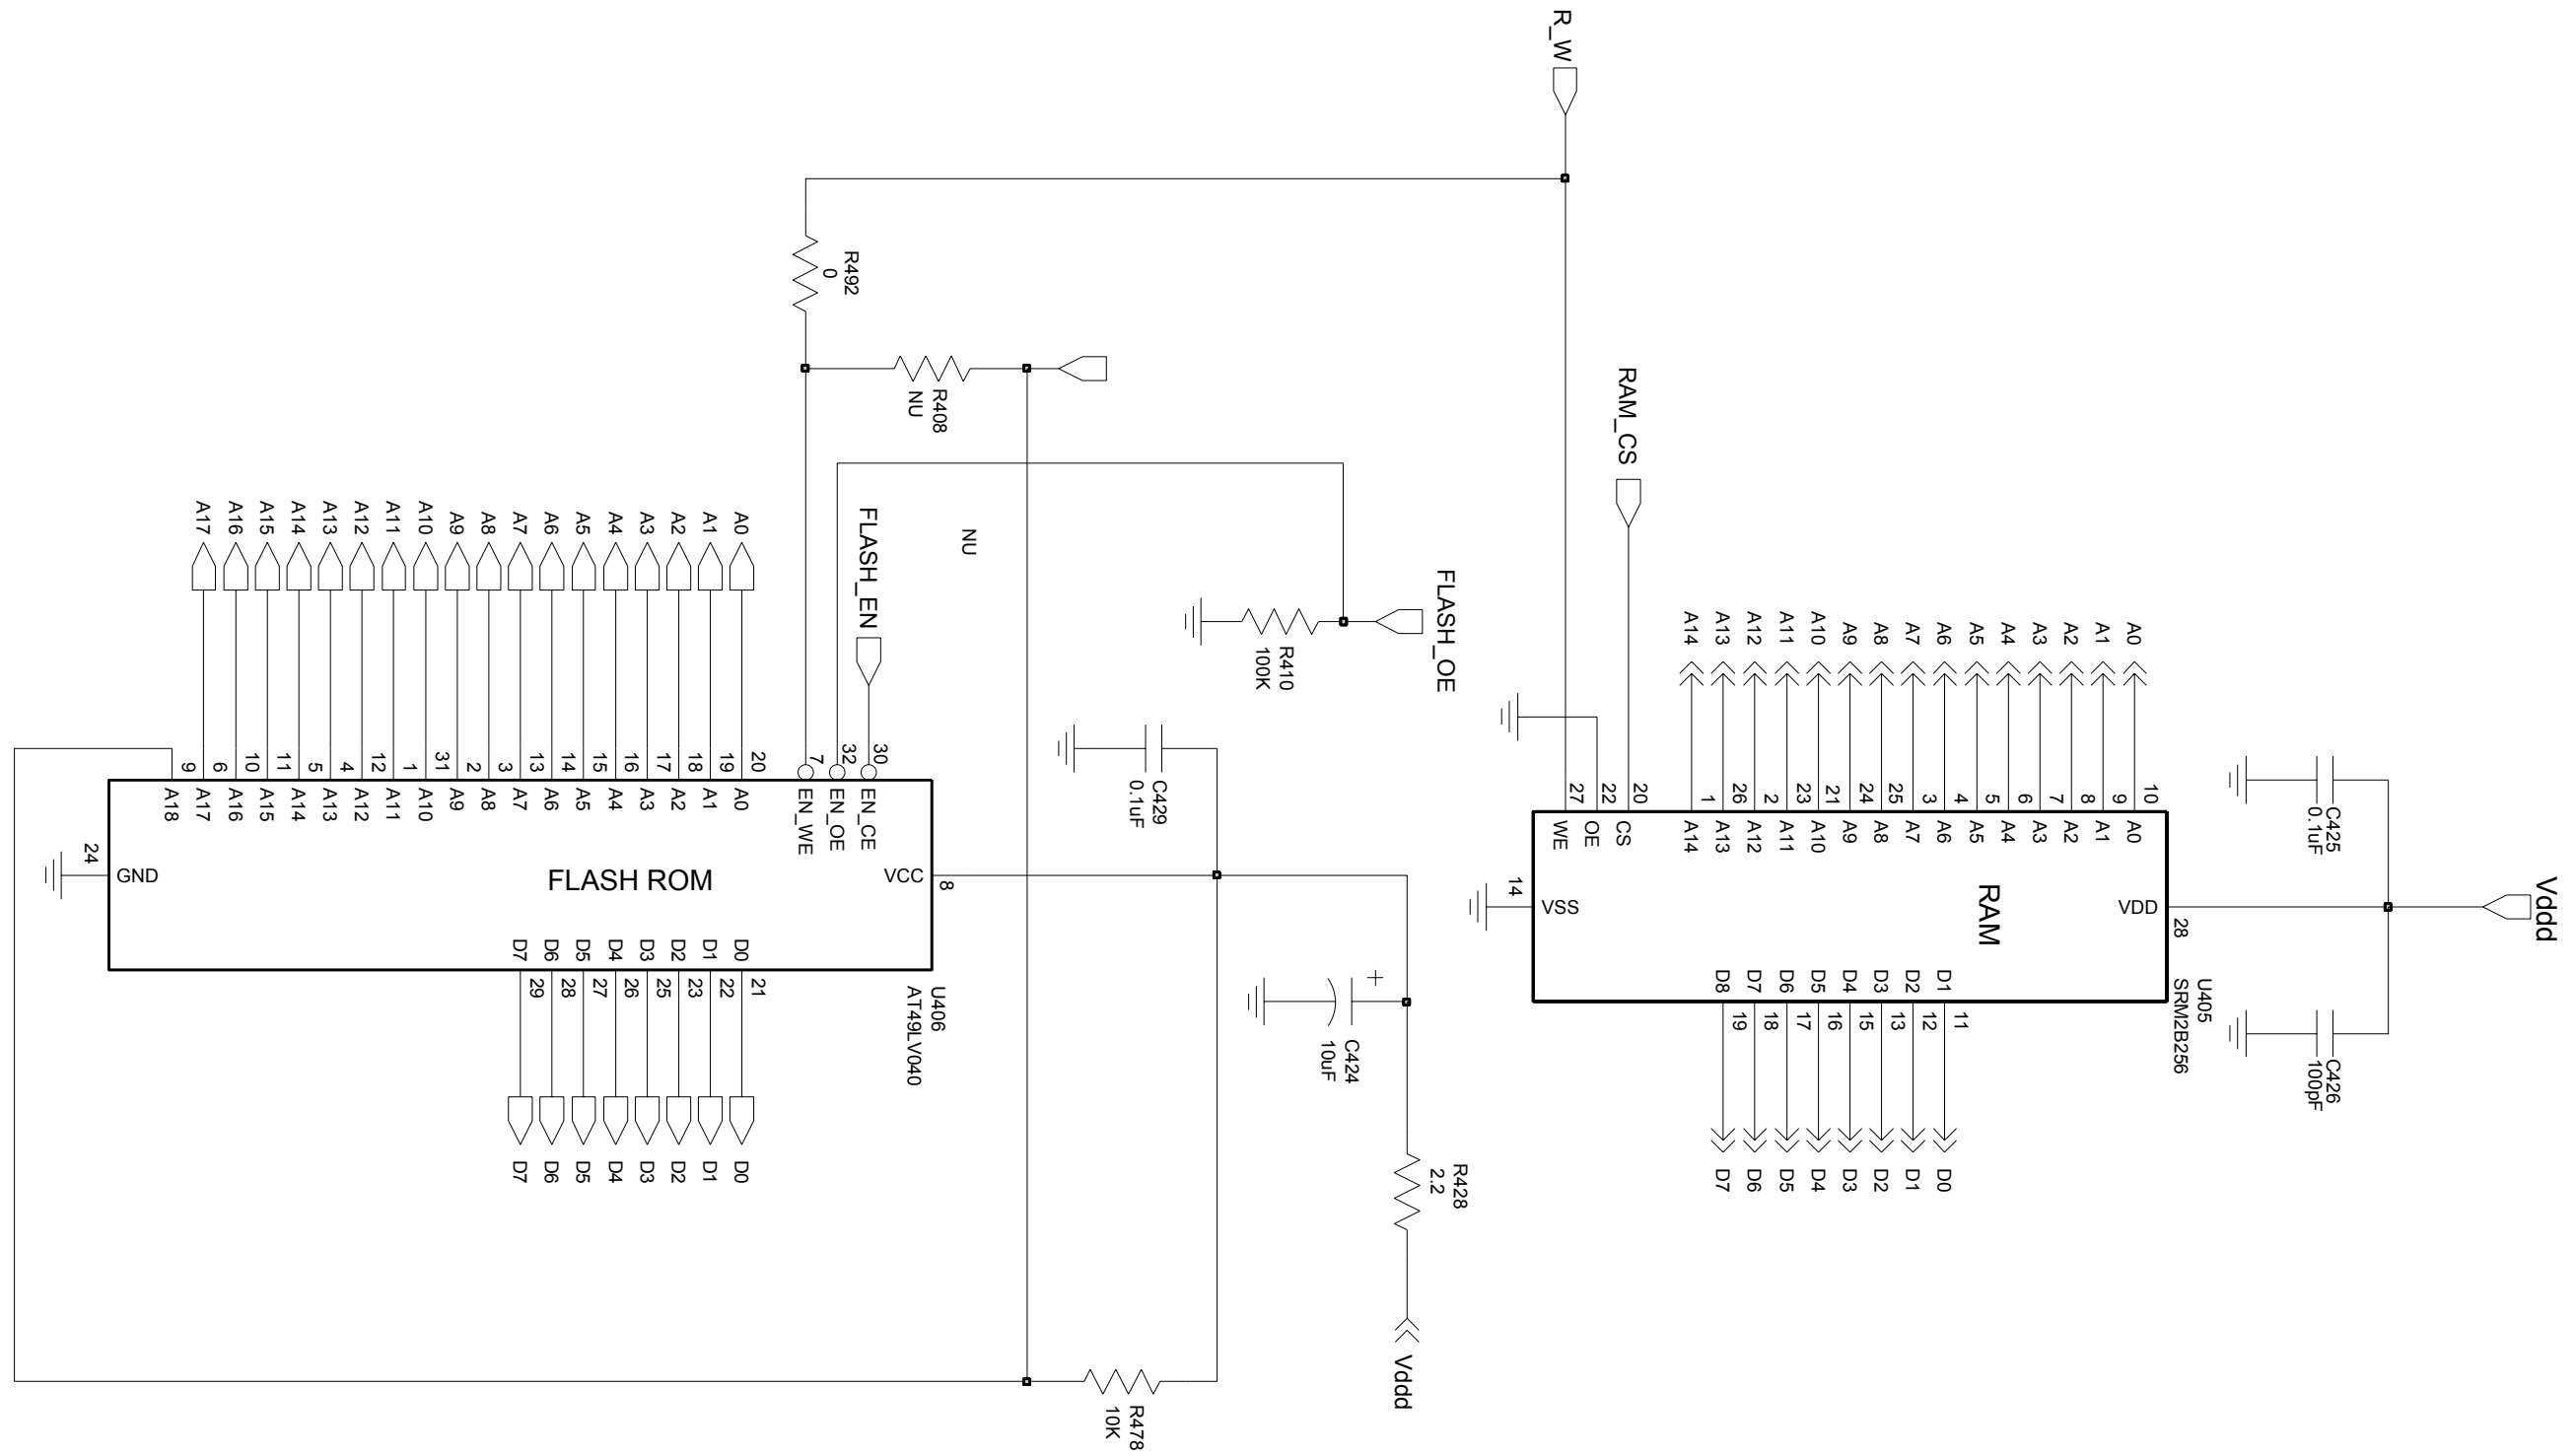 Vddd
C425
0.1uF
C426
100pF
U405
SRM2B256
28
VDD
A0 10 A0
A1 9 A1
A2 8 A2
A3 7 A3
A4 6 A4
A5 5 A5
A6 4 A6 D1 11 D0
A7 3 A7 D2 12 D1
A8 25 A8 D3 13 D2
A9 24 A9 D4 15 D3
A10 21 A10 D5 16 D4
A11 23 A11 D6 17 D5
A12 2 A12 D7 18 D6
A13 26 A13 D8 19 D7
A14 1 A14
RAM
RAM_CS 20 CS
22 OE
R_W 27 WE
VSS
14
FLASH_OE
R428
2.2
Vddd
C424
10uF
R410
100K
C429
0.1uF
R478
10K
NU
R408
NU
R492
0
U406
AT49LV040
8
VCC
FLASH_EN 30 EN_CE
32 EN_OE
7 EN_WE
A0 20 A0 D0 21 D0
A1 19 A1 D1 22 D1
A2 18 A2 D2 23 D2
A3 17 A3 D3 25 D3
A4 16 A4 D4 26 D4
A5 15 A5 D5 27 D5
A6 14 A6 D6 28 D6
A7 13 A7 D7 29 D7
A8 3 A8
A9 2 A9
A10 31 A10
A11 1 A11
A12 12 A12
A13 4 A13
A14 5 A14
A15 11 A15
A16 10 A16
A17 6 A17
9 A18
FLASH ROM
GND
24